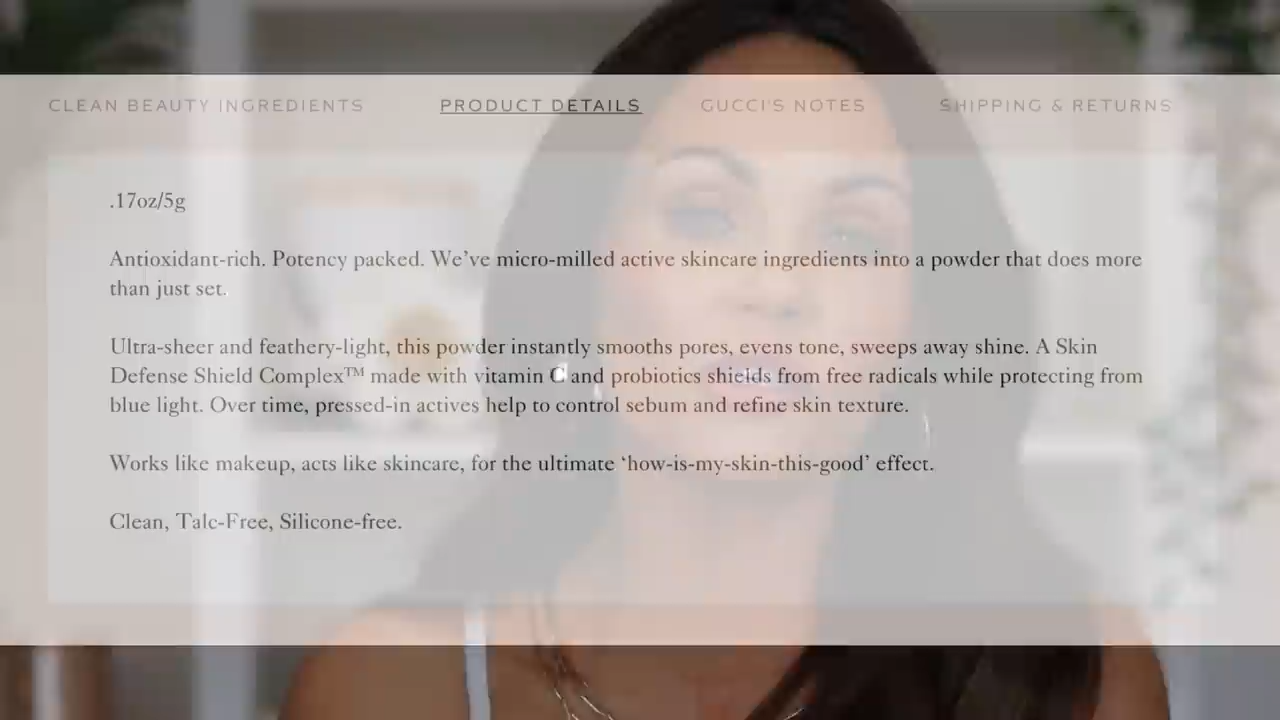 CLEAN BEAUTY INGREDIENTS PRODUCT DETAILS GUCCI'S NOTES SHIPPING & RETURNS
.17oz/5g
Antioxidant-rich. Potency packed. We've micro-milled active skincare ingredients into a powder that does more
than just set.
Ultra-sheer and feathery-light, this powder instantly smooths pores, evens tone, sweeps away shine. A Skin
Defense Shield Complex™ made with vitamin C and probiotics shields from free radicals while protecting from
blue light. Over time, pressed-in actives help to control sebum and refine skin texture.
Works like makeup, acts like skincare, for the ultimate ‘how-is-my-skin-this-good’ effect.
Clean, Talc-Free, Silicone-free.